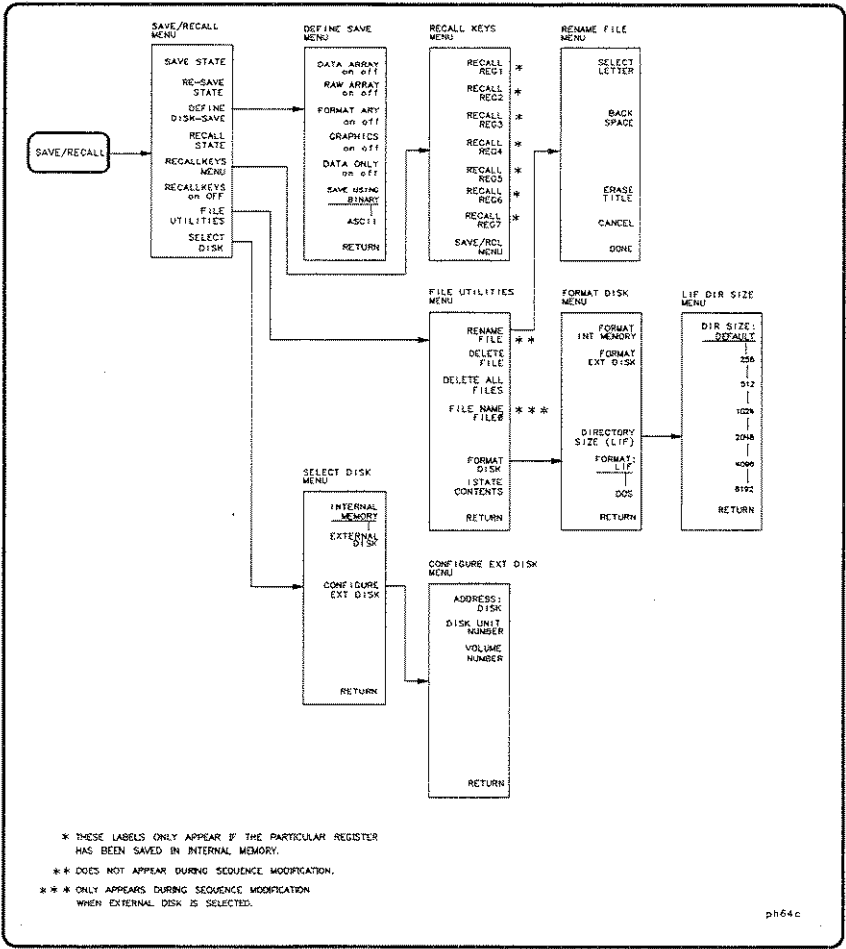 SAVE/RECALL
SAVE/RECALL
MENU
SAVE STATE
RE-SAVE
STATE
DEFINE
DISK-SAVE
RECALL
STATE
RECALLKEYS
MENU
RECALLKEYS
on OFF
FILE
UTILITIES
SELECT
DISK
DEFINE SAVE
MENU
DATA ARRAY
on off
RAW ARRAY
on off
FORMAT ARY
on off
GRAPHICS
on off
DATA ONLY
on off
SAVE USING
BINARY
ASCII
RETURN
RECALL KEYS
MENU
RECALL
REG1 *
RECALL
REG2 *
RECALL
REG3 *
RECALL
REG4 *
RECALL
REG5 *
RECALL
REG6 *
RECALL
REG7 *
SAVE/RCL
MENU
RENAME FILE
MENU
SELECT
LETTER
BACK
SPACE
ERASE
TITLE
CANCEL
DONE
FILE UTILITIES
MENU
RENAME
FILE **
DELETE
FILE
DELETE ALL
FILES
FILE NAME ***
FILE0
FORMAT
DISK
ISTATE
CONTENTS
RETURN
FORMAT DISK
MENU
FORMAT
INT MEMORY
FORMAT
EXT DISK
DIRECTORY
SIZE (LIF)
FORMAT:
LIF
DOS
RETURN
LIF DIR SIZE
MENU
DIR SIZE:
DEFAULT
256
512
1024
2048
4096
8192
RETURN
SELECT DISK
MENU
INTERNAL
MEMORY
EXTERNAL
DISK
CONFIGURE
EXT DISK
RETURN
CONFIGURE EXT DISK
MENU
ADDRESS:
DISK
DISK UNIT
NUMBER
VOLUME
NUMBER
RETURN
* THESE LABELS ONLY APPEAR IF THE PARTICULAR REGISTER
HAS BEEN SAVED IN INTERNAL MEMORY.
** DOES NOT APPEAR DURING SEQUENCE MODIFICATION.
*** ONLY APPEARS DURING SEQUENCE MODIFICATION
WHEN EXTERNAL DISK IS SELECTED.
ph64c